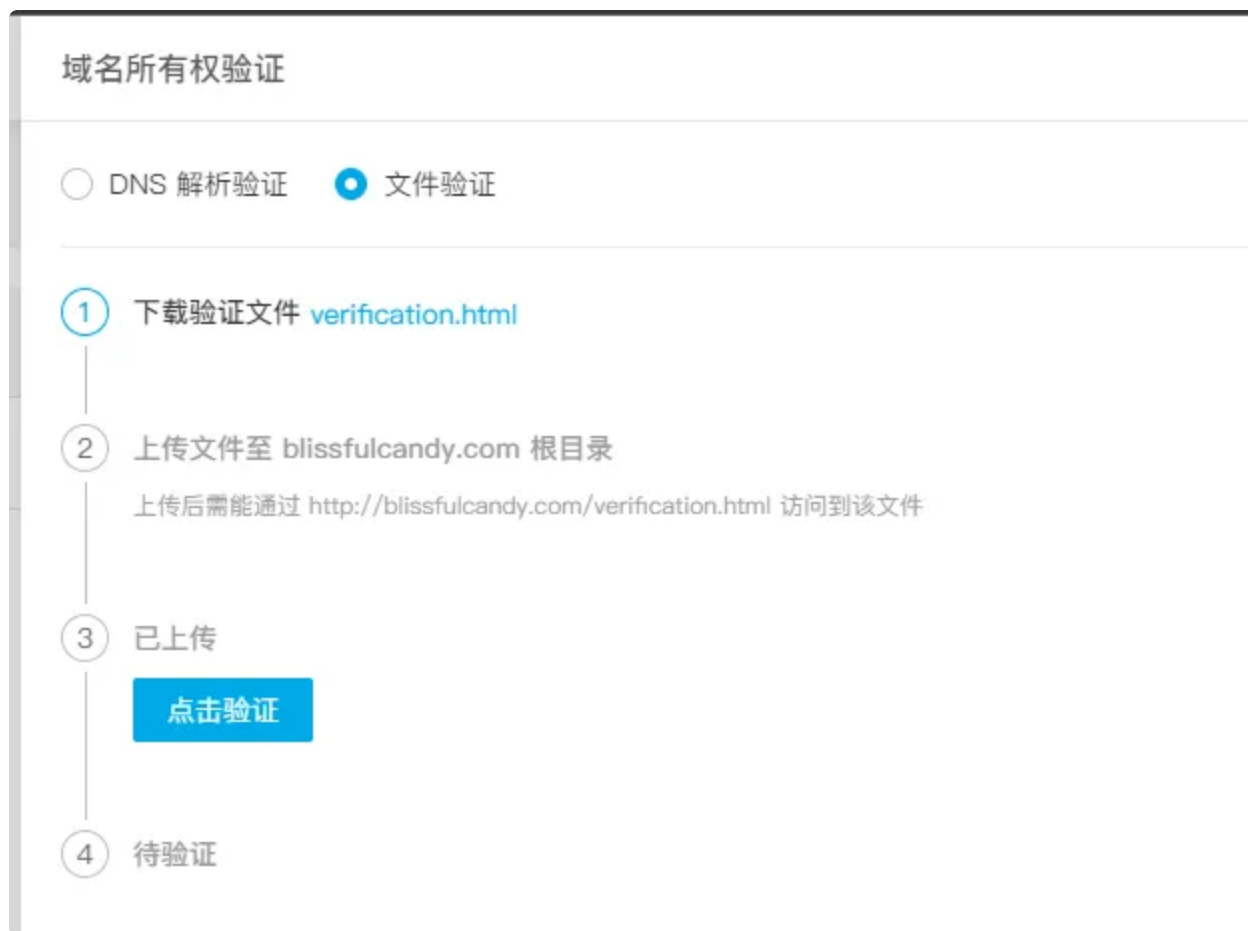 域名所有权验证
DNS 解析验证 文件验证
1 下载验证文件 verification.html
2 上传文件至 blissfulcandy.com 根目录
上传后需能通过 http://blissfulcandy.com/verification.html 访问到该文件
3 已上传
点击验证
4 待验证